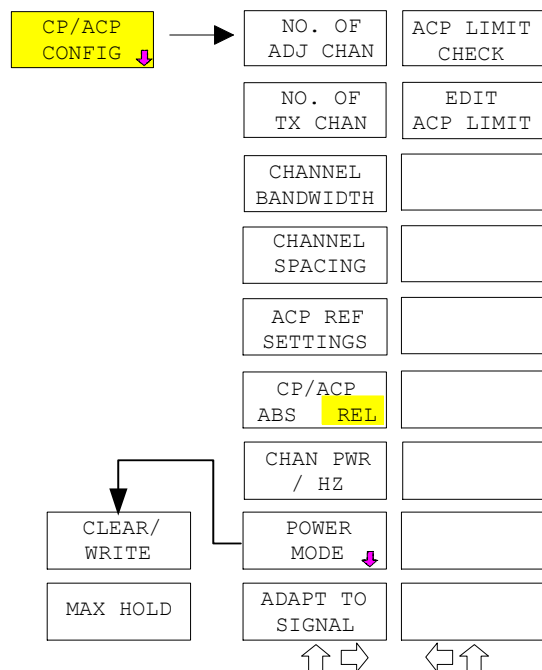 CP/ACP
CONFIG
NO. OF
ADJ CHAN
ACP LIMIT
CHECK
NO. OF
TX CHAN
EDIT
ACP LIMIT
CHANNEL
BANDWIDTH
CHANNEL
SPACING
ACP REF
SETTINGS
CP/ACP
ABS REL
CHAN PWR
/ HZ
CLEAR/
WRITE
POWER
MODE
MAX HOLD
ADAPT TO
SIGNAL